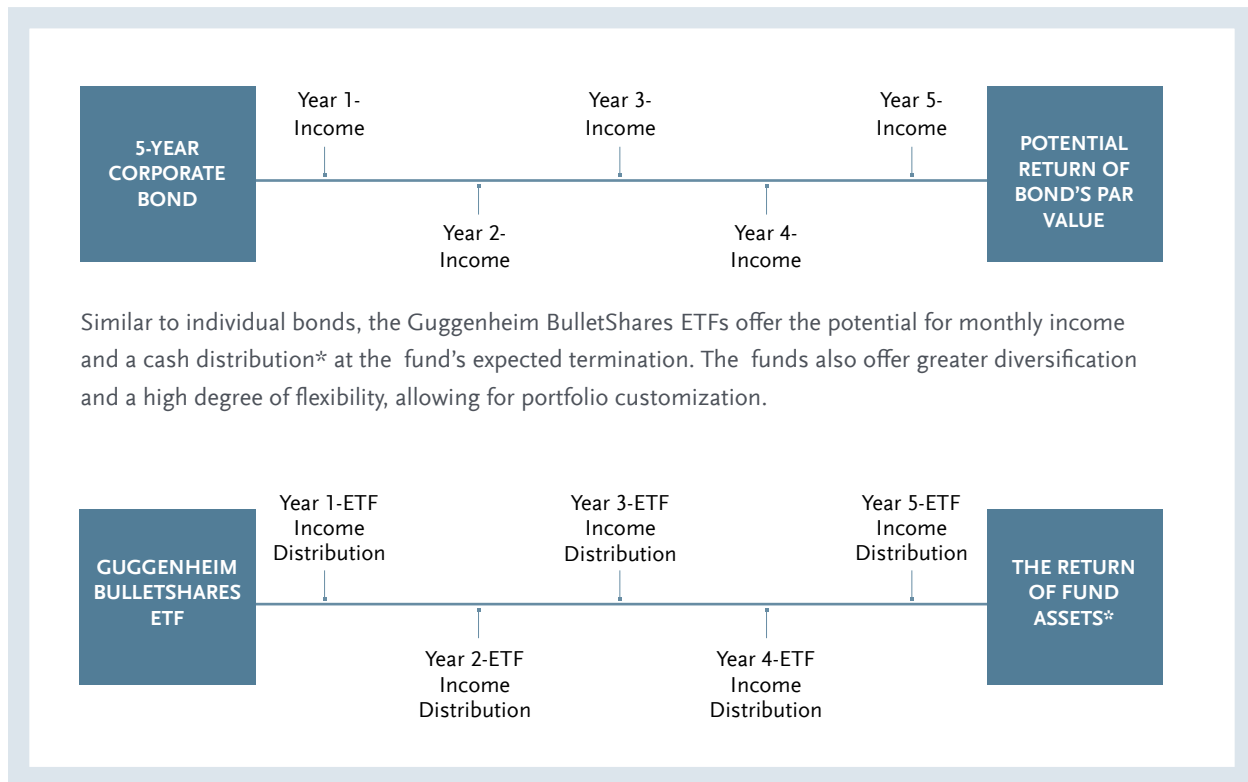 5-YEAR
CORPORATE
BOND
Year 1-
Income
Year 2-
Income
Year 3-
Income
Year 4-
Income
Year 5-
Income
POTENTIAL
RETURN OF
BOND’S PAR
VALUE
Similar to individual bonds, the Guggenheim BulletShares ETFs offer the potential for monthly income
and a cash distribution* at the fund’s expected termination. The funds also offer greater diversification
and a high degree of flexibility, allowing for portfolio customization.
GUGGENHEIM
BULLETSHARES
ETF
Year 1-ETF
Income
Distribution
Year 2-ETF
Income
Distribution
Year 3-ETF
Income
Distribution
Year 4-ETF
Income
Distribution
Year 5-ETF
Income
Distribution
THE RETURN
OF FUND
ASSETS*